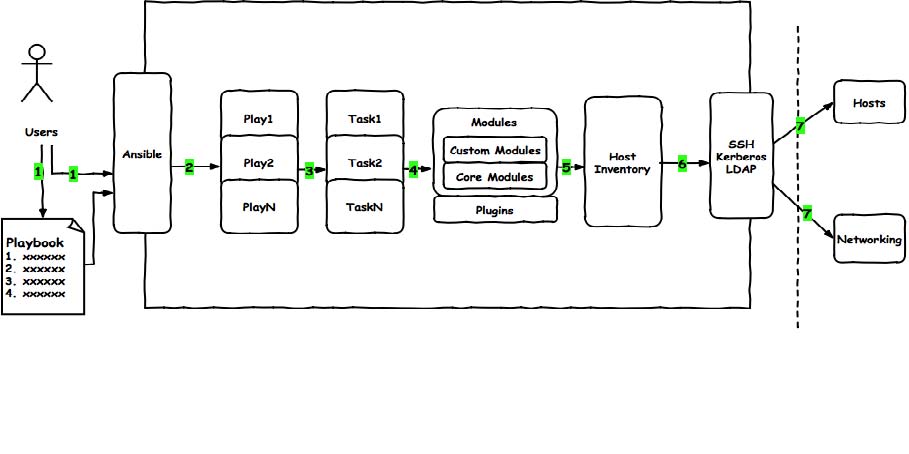 Users
1
1
Playbook
1. xxxxxx
2. xxxxxx
3. xxxxxx
4. xxxxxx
Ansible
2
Play1
Play2
PlayN
3
Task1
Task2
TaskN
4
Modules
Custom Modules
Core Modules
Plugins
5
Host
Inventory
6
SSH
Kerberos
LDAP
7
7
Hosts
Networking